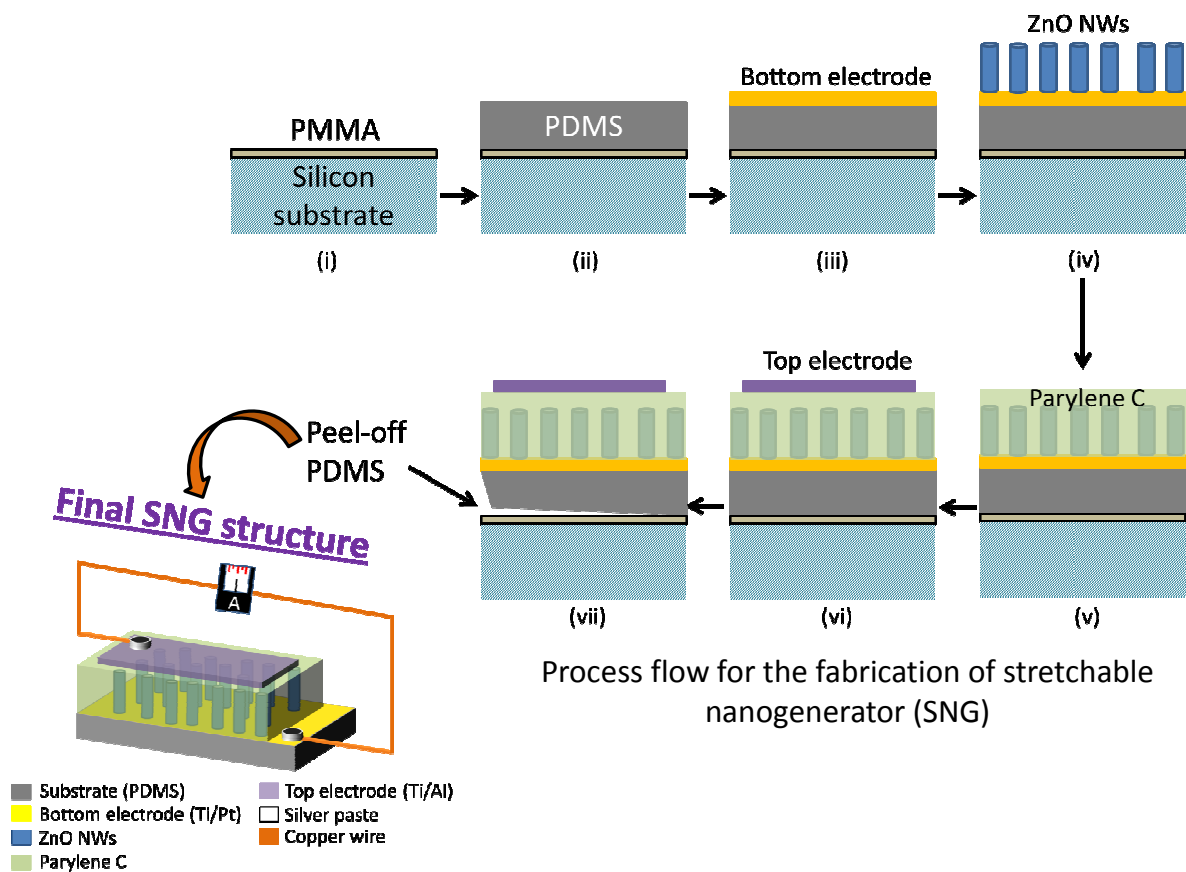 ZnO NWs
Bottom electrode
PMMA
PDMS
Silicon
substrate
(i)
(ii)
(iii)
(iv)
Top electrode
Parylene C
Peel-off
PDMS
Final SNG structure
A
(vii)
(vi)
(v)
Process flow for the fabrication of stretchable
nanogenerator (SNG)
Substrate (PDMS)
Bottom electrode (Ti/Pt)
ZnO NWs
Parylene C
Top electrode (Ti/Al)
Silver paste
Copper wire